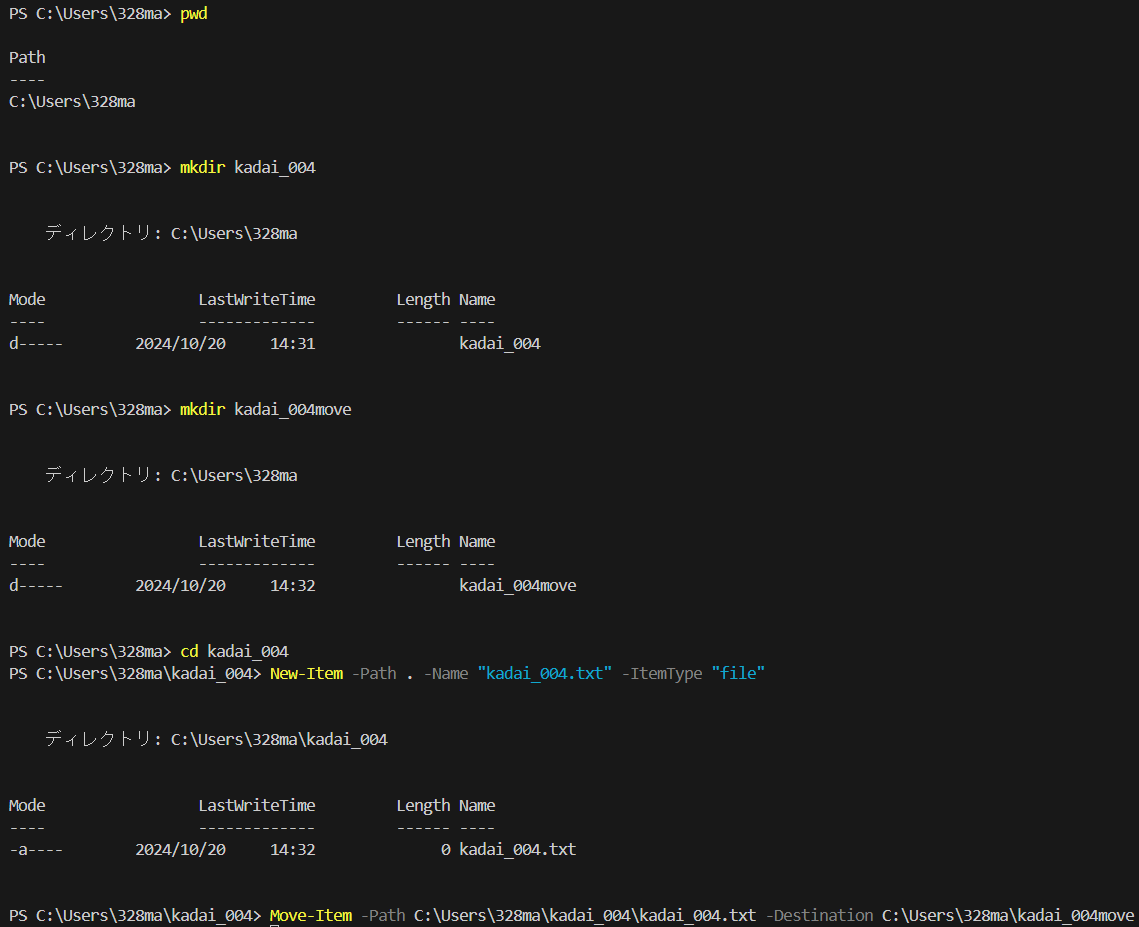 PS C:\Users\328ma> pwd
Path
----
C:\Users\328ma
PS C:\Users\328ma> mkdir kadai_004
ディレクトリ: C:\Users\328ma
Mode                 LastWriteTime         Length Name
----                 -------------         ------ ----
d-----        2024/10/20     14:31                kadai_004
PS C:\Users\328ma> mkdir kadai_004move
ディレクトリ: C:\Users\328ma
Mode                 LastWriteTime         Length Name
----                 -------------         ------ ----
d-----        2024/10/20     14:32                kadai_004move
PS C:\Users\328ma> cd kadai_004
PS C:\Users\328ma\kadai_004> New-Item -Path . -Name "kadai_004.txt" -ItemType "file"
ディレクトリ: C:\Users\328ma\kadai_004
Mode                 LastWriteTime         Length Name
----                 -------------         ------ ----
-a----        2024/10/20     14:32              0 kadai_004.txt
PS C:\Users\328ma\kadai_004> Move-Item -Path C:\Users\328ma\kadai_004\kadai_004.txt -Destination C:\Users\328ma\kadai_004move